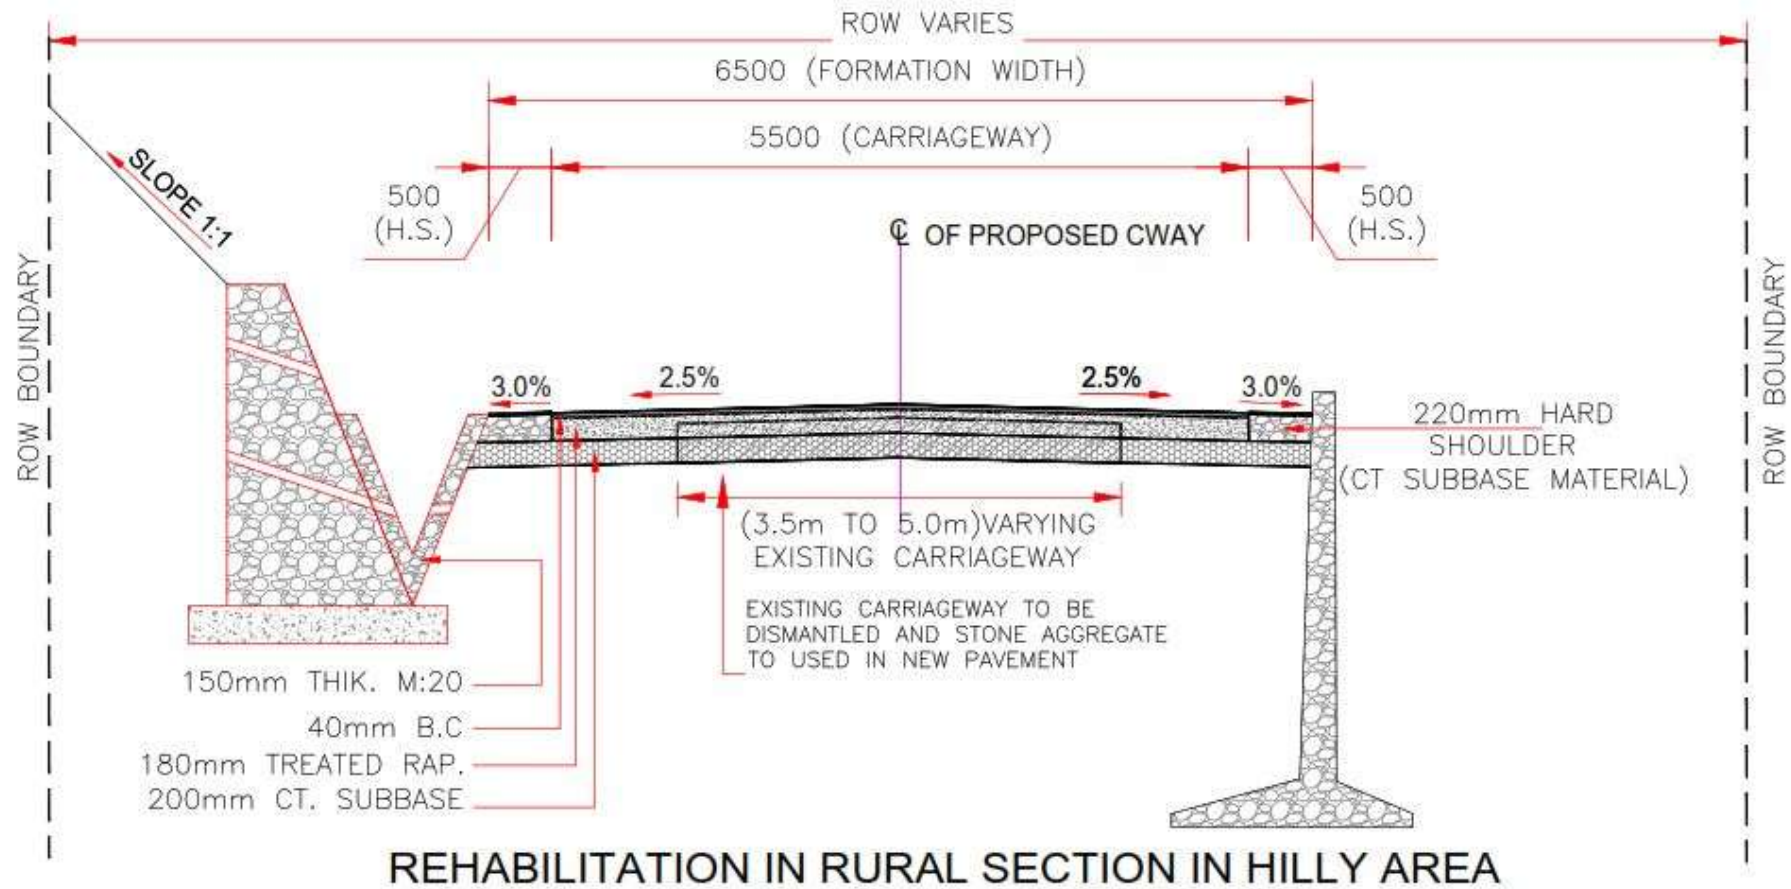 ROW VARIES
6500 (FORMATION WIDTH)
5500 (CARRIAGEWAY)
SLOPE 1:1
500
(H.S.)
500
(H.S.)
℄ OF PROPOSED CWAY
ROW BOUNDARY
ROW BOUNDARY
3.0%
2.5%
2.5%
3.0%
220mm HARD
SHOULDER
(CT SUBBASE MATERIAL)
(3.5m TO 5.0m)VARYING
EXISTING CARRIAGEWAY
EXISTING CARRIAGEWAY TO BE
DISMANTLED AND STONE AGGREGATE
TO USED IN NEW PAVEMENT
150mm THIK. M:20
40mm B.C
180mm TREATED RAP.
200mm CT. SUBBASE
REHABILITATION IN RURAL SECTION IN HILLY AREA